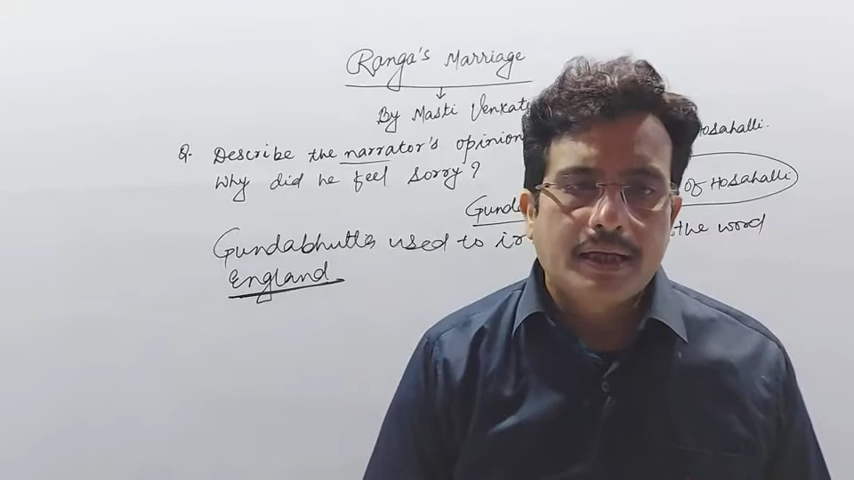 Ranga's Marriage
By Masti
Q. Describe the narrator's opinion Hosahalli.
Why did he feel sorry? of Hosahalli
Gundabhutta used to the word
England